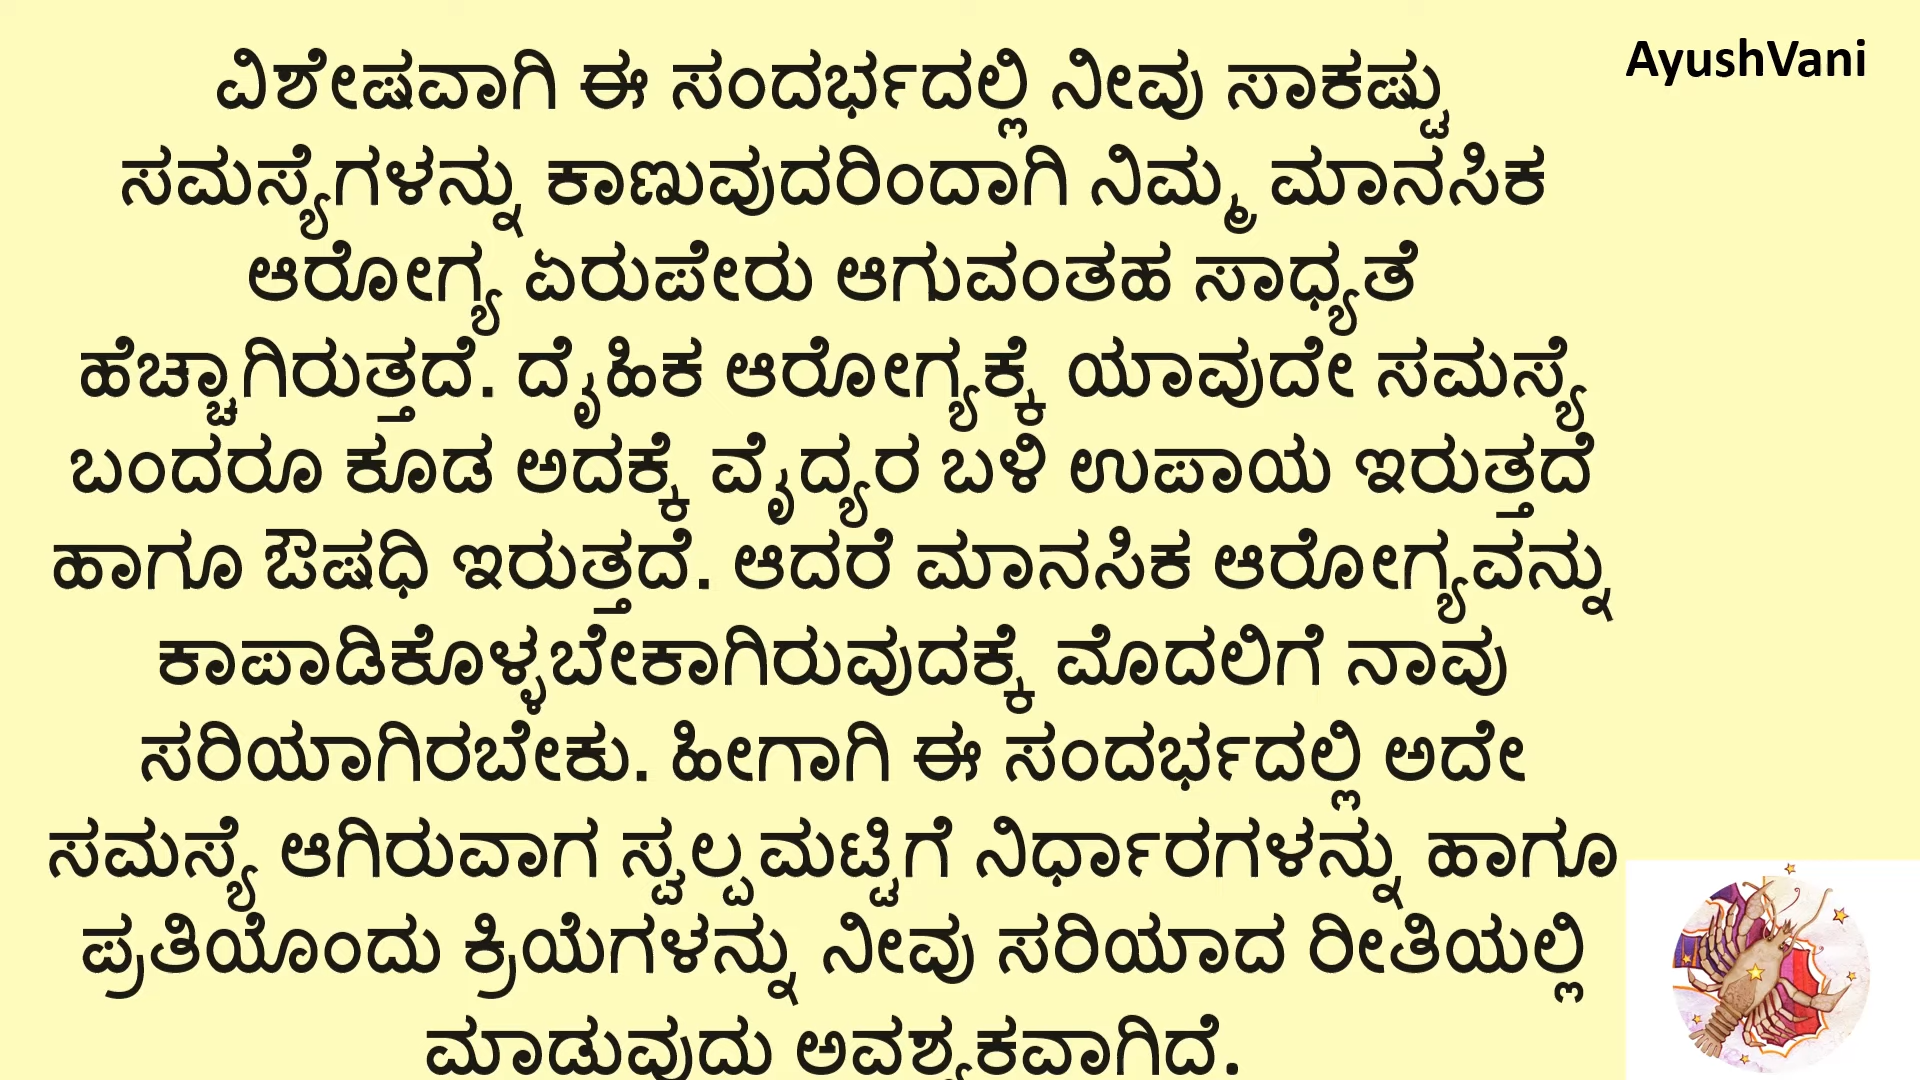 AyushVani
ವಿಶೇಷವಾಗಿ ಈ ಸಂದರ್ಭದಲ್ಲಿ ನೀವು ಸಾಕಷ್ಟು
ಸಮಸ್ಯೆಗಳನ್ನು ಕಾಣುವುದರಿಂದಾಗಿ ನಿಮ್ಮ ಮಾನಸಿಕ
ಆರೋಗ್ಯ ಏರುಪೇರು ಆಗುವಂತಹ ಸಾಧ್ಯತೆ
ಹೆಚ್ಚಾಗಿರುತ್ತದೆ. ದೈಹಿಕ ಆರೋಗ್ಯಕ್ಕೆ ಯಾವುದೇ ಸಮಸ್ಯೆ
ಬಂದರೂ ಕೂಡ ಅದಕ್ಕೆ ವೈದ್ಯರ ಬಳಿ ಉಪಾಯ ಇರುತ್ತದೆ
ಹಾಗೂ ಔಷಧಿ ಇರುತ್ತದೆ. ಆದರೆ ಮಾನಸಿಕ ಆರೋಗ್ಯವನ್ನು
ಕಾಪಾಡಿಕೊಳ್ಳಬೇಕಾಗಿರುವುದಕ್ಕೆ ಮೊದಲಿಗೆ ನಾವು
ಸರಿಯಾಗಿರಬೇಕು. ಹೀಗಾಗಿ ಈ ಸಂದರ್ಭದಲ್ಲಿ ಅದೇ
ಸಮಸ್ಯೆ ಆಗಿರುವಾಗ ಸ್ವಲ್ಪಮಟ್ಟಿಗೆ ನಿರ್ಧಾರಗಳನ್ನು ಹಾಗೂ
ಪ್ರತಿಯೊಂದು ಕ್ರಿಯೆಗಳನ್ನು ನೀವು ಸರಿಯಾದ ರೀತಿಯಲ್ಲಿ
ಮಾಡುವುದು ಅವಶ್ಯಕವಾಗಿದೆ.